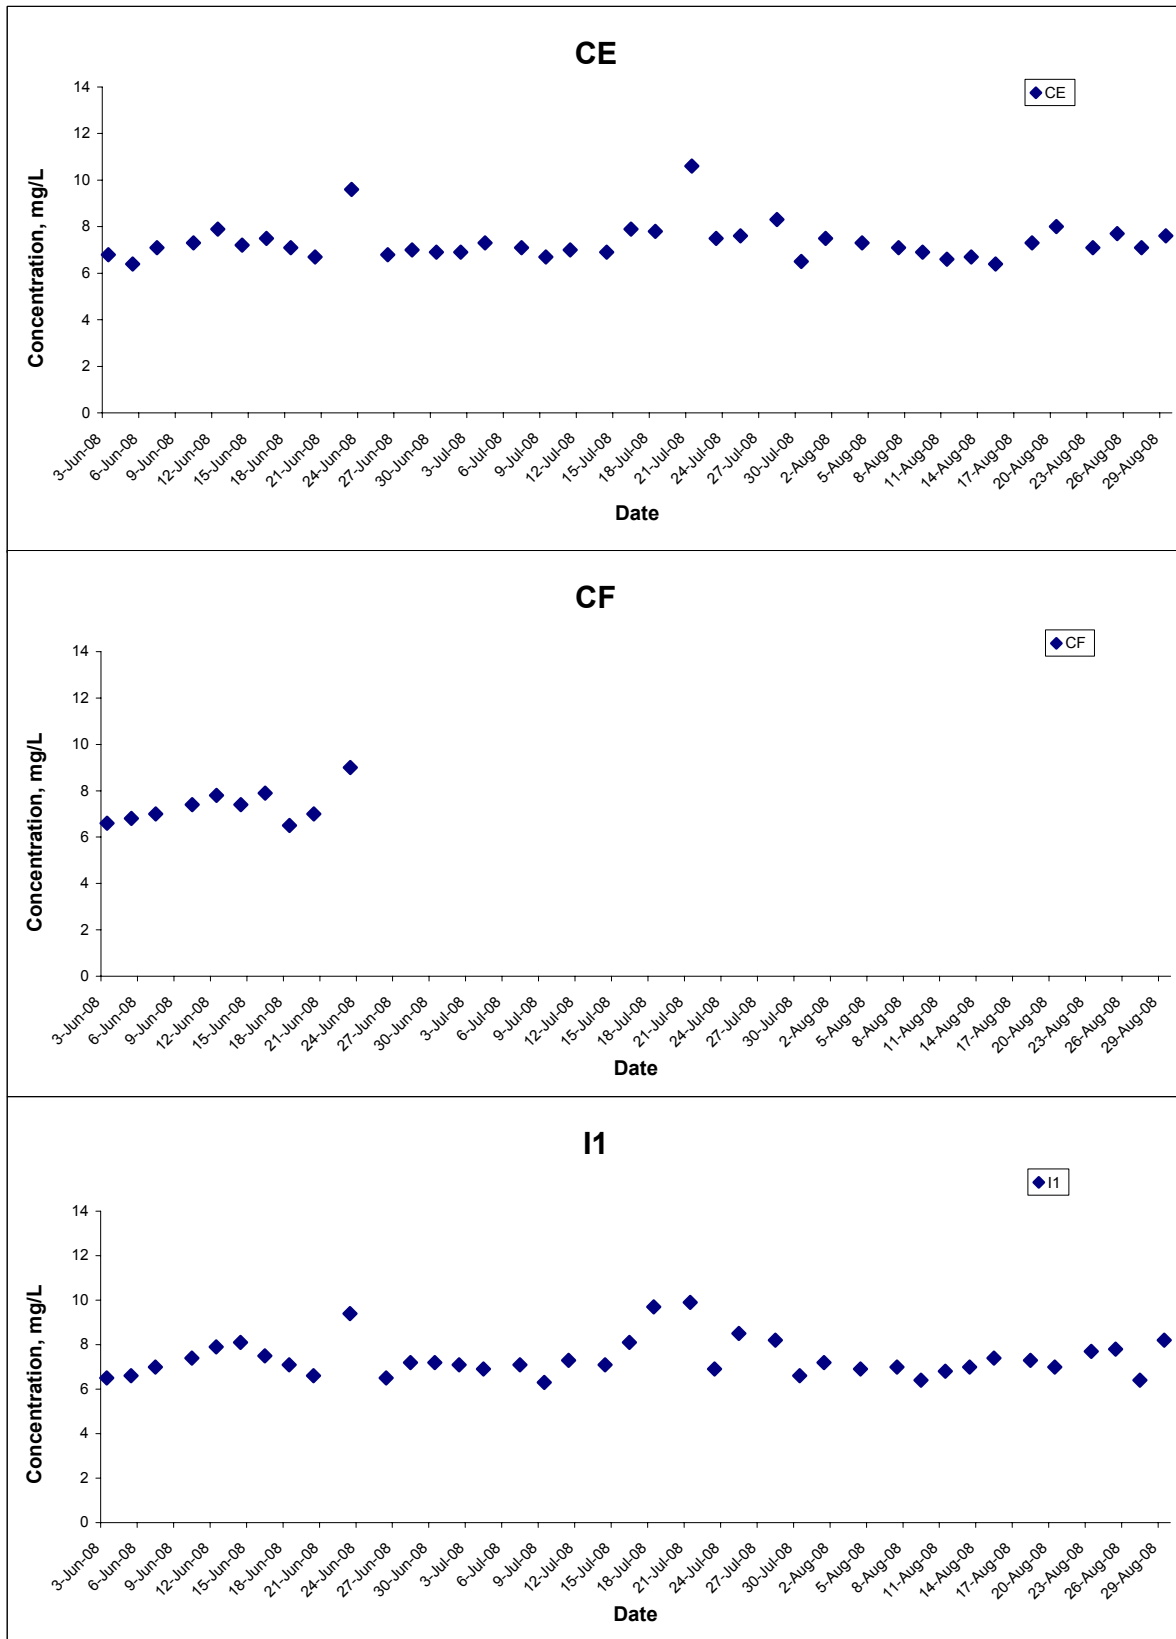 CE
CE
14
12
10
8
6
4
2
0
Concentration, mg/L
3-Jun-08 6-Jun-08 9-Jun-08 12-Jun-08 15-Jun-08 18-Jun-08 21-Jun-08 24-Jun-08 27-Jun-08 30-Jun-08 3-Jul-08 6-Jul-08 9-Jul-08 12-Jul-08 15-Jul-08 18-Jul-08 21-Jul-08 24-Jul-08 27-Jul-08 30-Jul-08 2-Aug-08 5-Aug-08 8-Aug-08 11-Aug-08 14-Aug-08 17-Aug-08 20-Aug-08 23-Aug-08 26-Aug-08 29-Aug-08
Date
CF
CF
14
12
10
8
6
4
2
0
Concentration, mg/L
3-Jun-08 6-Jun-08 9-Jun-08 12-Jun-08 15-Jun-08 18-Jun-08 21-Jun-08 24-Jun-08 27-Jun-08 30-Jun-08 3-Jul-08 6-Jul-08 9-Jul-08 12-Jul-08 15-Jul-08 18-Jul-08 21-Jul-08 24-Jul-08 27-Jul-08 30-Jul-08 2-Aug-08 5-Aug-08 8-Aug-08 11-Aug-08 14-Aug-08 17-Aug-08 20-Aug-08 23-Aug-08 26-Aug-08 29-Aug-08
Date
I1
I1
14
12
10
8
6
4
2
0
Concentration, mg/L
3-Jun-08 6-Jun-08 9-Jun-08 12-Jun-08 15-Jun-08 18-Jun-08 21-Jun-08 24-Jun-08 27-Jun-08 30-Jun-08 3-Jul-08 6-Jul-08 9-Jul-08 12-Jul-08 15-Jul-08 18-Jul-08 21-Jul-08 24-Jul-08 27-Jul-08 30-Jul-08 2-Aug-08 5-Aug-08 8-Aug-08 11-Aug-08 14-Aug-08 17-Aug-08 20-Aug-08 23-Aug-08 26-Aug-08 29-Aug-08
Date